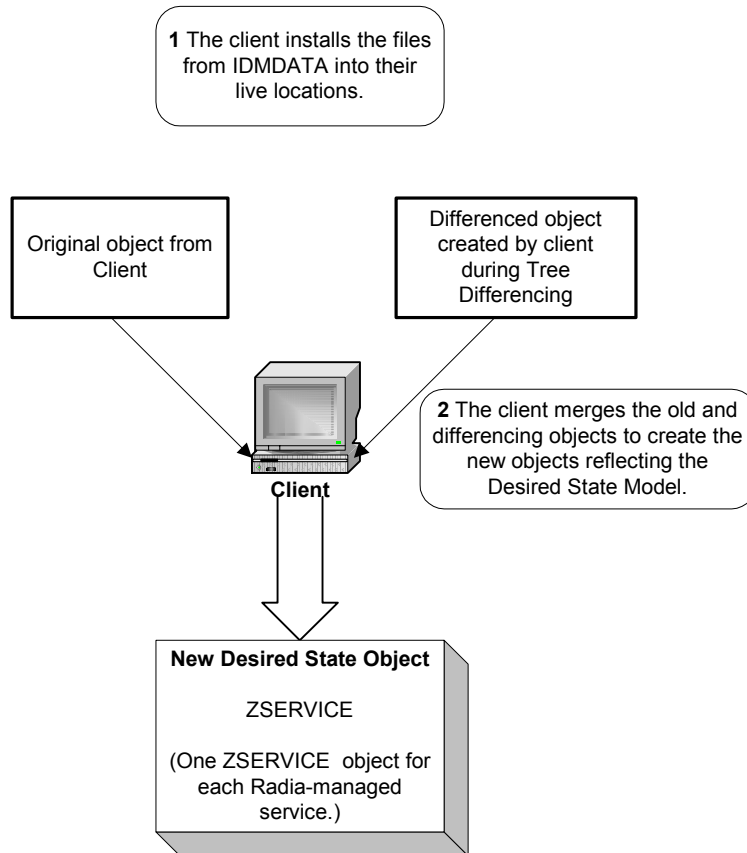 1 The client installs the files
from IDMDATA into their
live locations.
Original object from
Client
Differenced object
created by client
during Tree
Differencing
2 The client merges the old and
differencing objects to create the
new objects reflecting the
Desired State Model.
Client
New Desired State Object
ZSERVICE
(One ZSERVICE object for
each Radia-managed
service.)